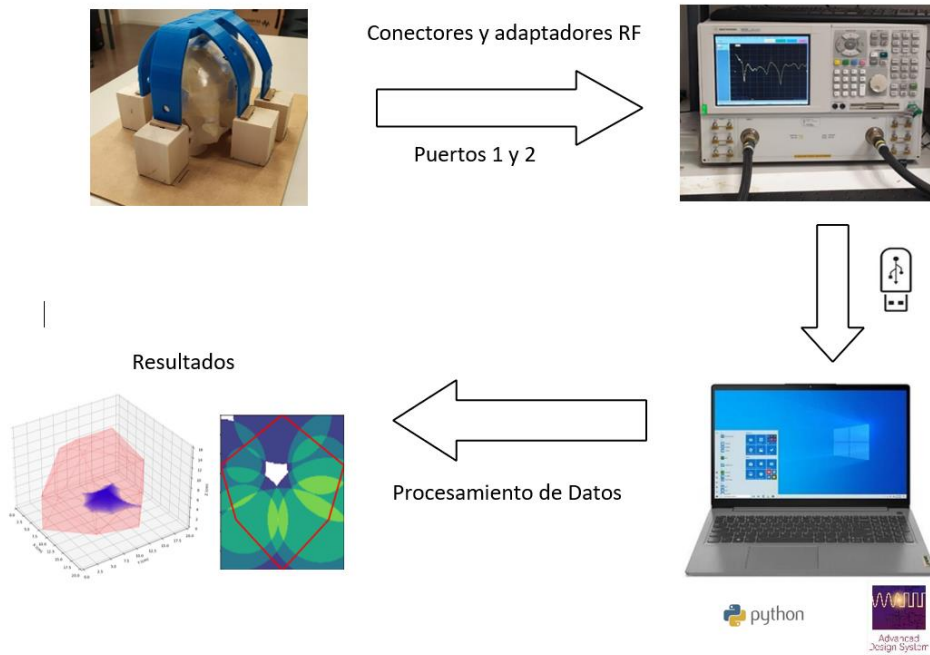 Conectores y adaptadores RF
Puertos 1 y 2
Resultados
Procesamiento de Datos
python
Advanced
Design System